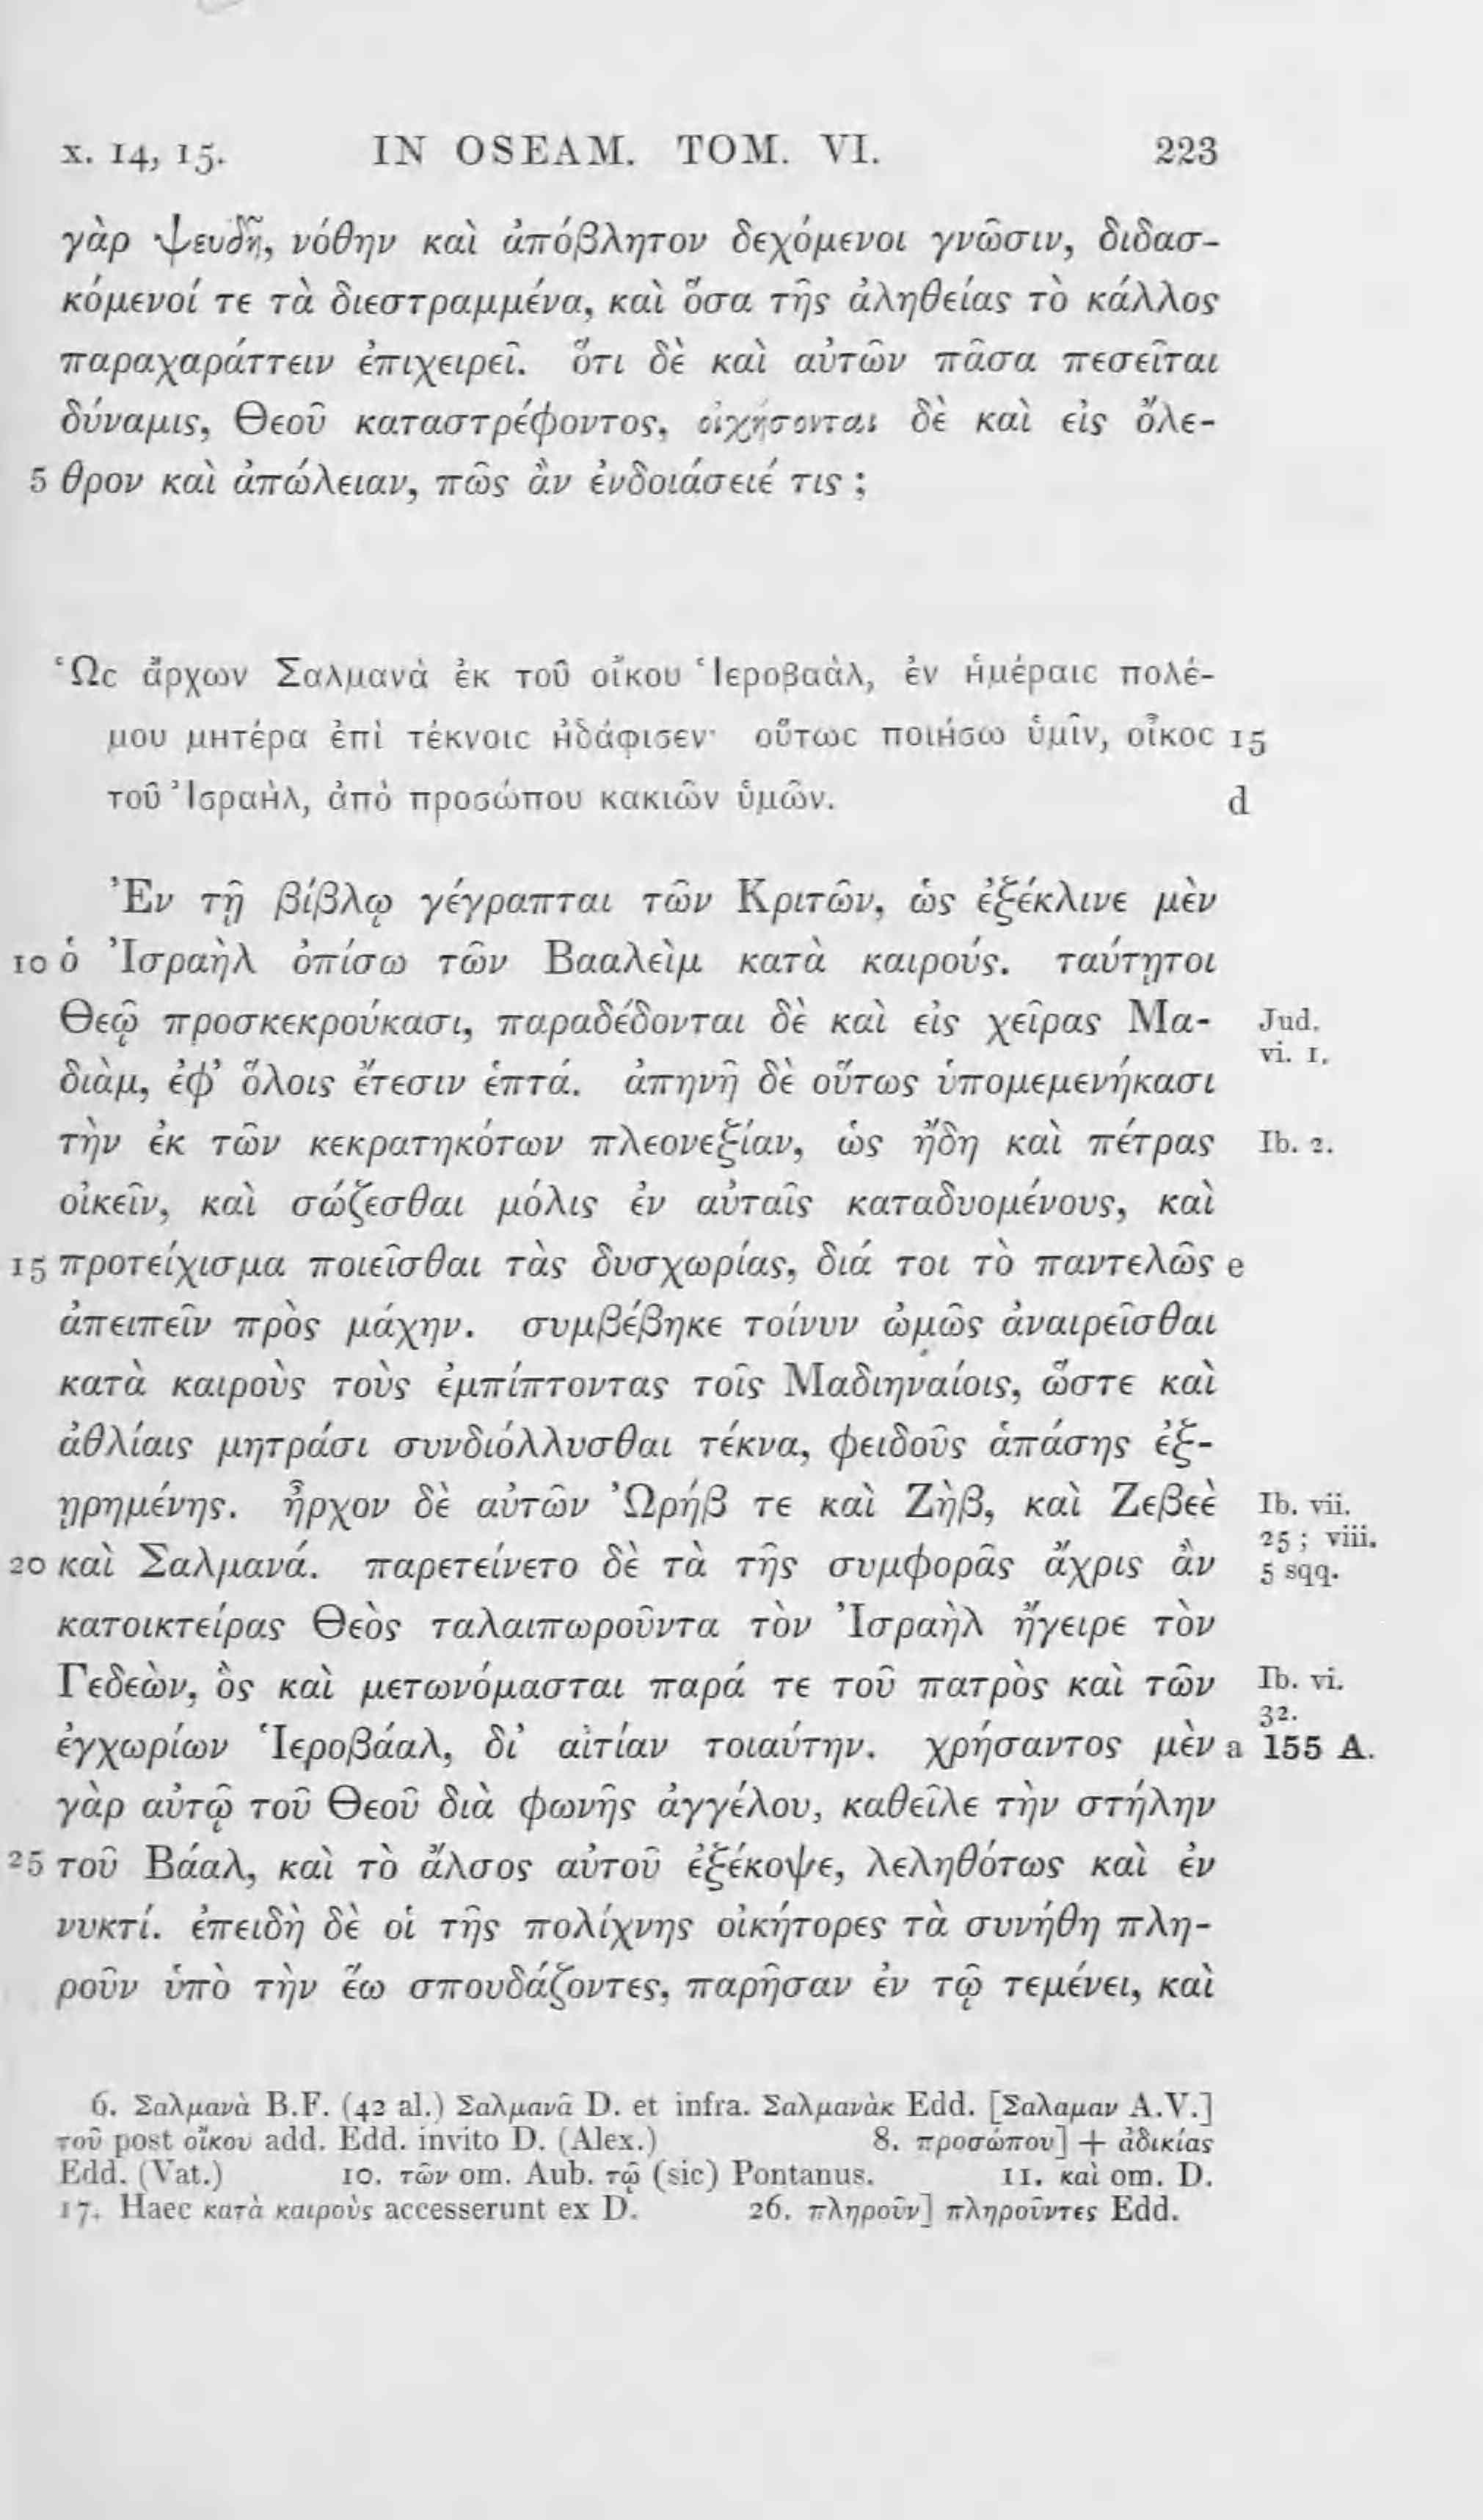 x. 14, 15. IN OSEAM. TOM. VI. 223
γὰρ ψευδῆ, νόθην καὶ ἀπόβλητον δεχόμενοι γνῶσιν, διδασ-
κόμενοί τε τὰ διεστραμμένα, καὶ ὅσα τῆς ἀληθείας τὸ κάλλος
παραχαράττειν ἐπιχειρεῖ. ὅτι δὲ καὶ αὐτῶν πᾶσα πεσεῖται
δύναμις, Θεοῦ καταστρέφοντος, οἰχήσονται δὲ καὶ εἰς ὄλε-
5 θρον καὶ ἀπώλειαν, πῶς ἂν ἐνδοιάσειέ τις ;
Ὡς ἄρχων Σαλμανὰ ἐκ τοῦ οἴκου Ἱεροβαὰλ, ἐν ἡμέραις πολέ-
μου μητέρα ἐπὶ τέκνοις ἠδάφισεν· οὕτως ποιήσω ὑμῖν, οἶκος 15
τοῦ Ἰσραὴλ, ἀπὸ προσώπου κακιῶν ὑμῶν. d
Ἐν τῇ βίβλῳ γέγραπται τῶν Κριτῶν, ὡς ἐξέκλινε μὲν
10 ὁ Ἰσραὴλ ὀπίσω τῶν Βααλεὶμ κατὰ καιρούς. ταύτῃτοι
Θεῷ προσκεκρούκασι, παραδέδονται δὲ καὶ εἰς χεῖρας Μα- Jud.
vi. 1.
διὰμ, ἐφ' ὅλοις ἔτεσιν ἑπτά. ἀπηνῆ δὲ οὕτως ὑπομεμενήκασι
τὴν ἐκ τῶν κεκρατηκότων πλεονεξίαν, ὡς ἤδη καὶ πέτρας Ib. 2.
οἰκεῖν, καὶ σώζεσθαι μόλις ἐν αὐταῖς καταδυομένους, καὶ
15 προτείχισμα ποιεῖσθαι τὰς δυσχωρίας, διά τοι τὸ παντελῶς e
ἀπειπεῖν πρὸς μάχην. συμβέβηκε τοίνυν ὠμῶς ἀναιρεῖσθαι
κατὰ καιροὺς τοὺς ἐμπίπτοντας τοῖς Μαδιηναίοις, ὥστε καὶ
ἀθλίαις μητράσι συνδιόλλυσθαι τέκνα, φειδοῦς ἁπάσης ἐξ-
ῃρημένης. ἦρχον δὲ αὐτῶν Ὠρήβ τε καὶ Ζὴβ, καὶ Ζεβεὲ Ib. vii.
25 ; viii.
20 καὶ Σαλμανά. παρετείνετο δὲ τὰ τῆς συμφορᾶς ἄχρις ἂν 5 sqq.
κατοικτείρας Θεὸς ταλαιπωροῦντα τὸν Ἰσραὴλ ἤγειρε τὸν
Γεδεὼν, ὃς καὶ μετωνόμασται παρά τε τοῦ πατρὸς καὶ τῶν Ib. vi.
32.
ἐγχωρίων Ἱεροβάαλ, δι' αἰτίαν τοιαύτην. χρήσαντος μὲν a 155 A.
γὰρ αὐτῷ τοῦ Θεοῦ διὰ φωνῆς ἀγγέλου, καθεῖλε τὴν στήλην
25 τοῦ Βάαλ, καὶ τὸ ἄλσος αὐτοῦ ἐξέκοψε, λεληθότως καὶ ἐν
νυκτί. ἐπειδὴ δὲ οἱ τῆς πολίχνης οἰκήτορες τὰ συνήθη πλη-
ροῦν ὑπὸ τὴν ἕω σπουδάζοντες, παρῆσαν ἐν τῷ τεμένει, καὶ
6. Σαλμανὰ B.F. (42 al.) Σαλμανᾶ D. et infra. Σαλμανὰκ Edd. [Σαλαμαν A.V.]
τοῦ post οἴκου add. Edd. invito D. (Alex.) 8. προσώπου] + ἀδικίας
Edd. (Vat.) 10. τῶν om. Aub. τῷ (sic) Pontanus. 11. καὶ om. D.
17. Haec κατὰ καιροὺς accesserunt ex D. 26. πληροῦν] πληροῦντες Edd.